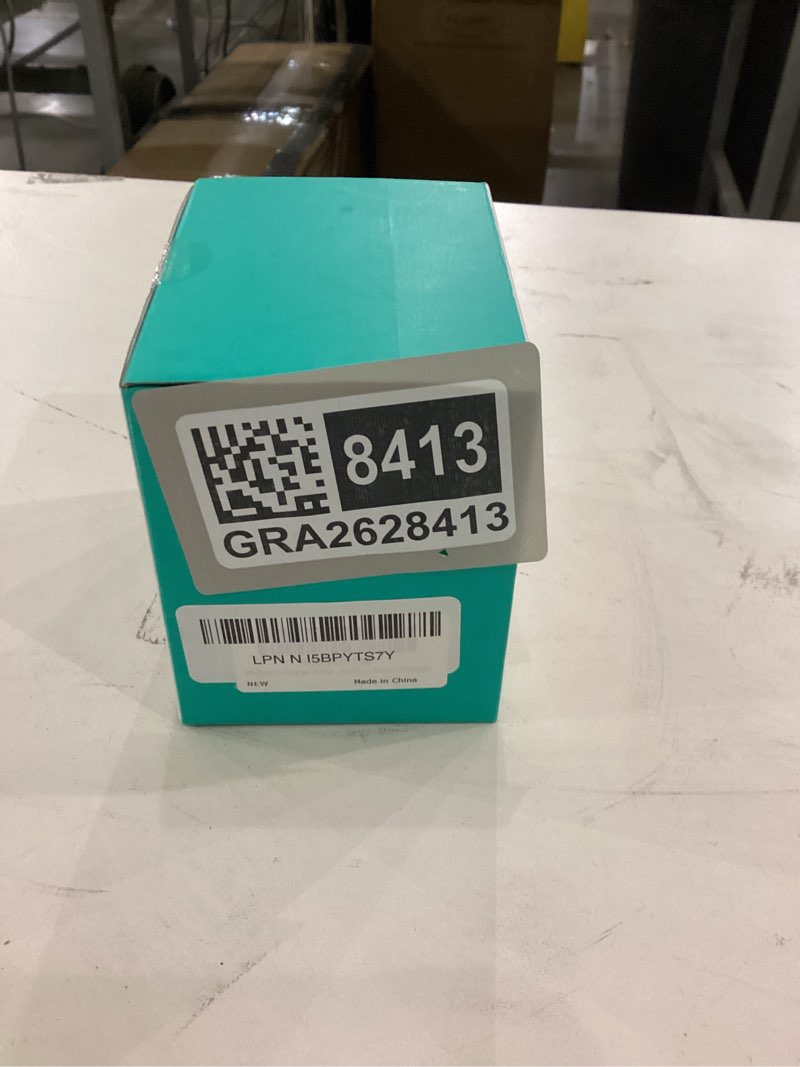 8413
GRA2628413
LPN N I5BPYTS7Y
NEW Made in China